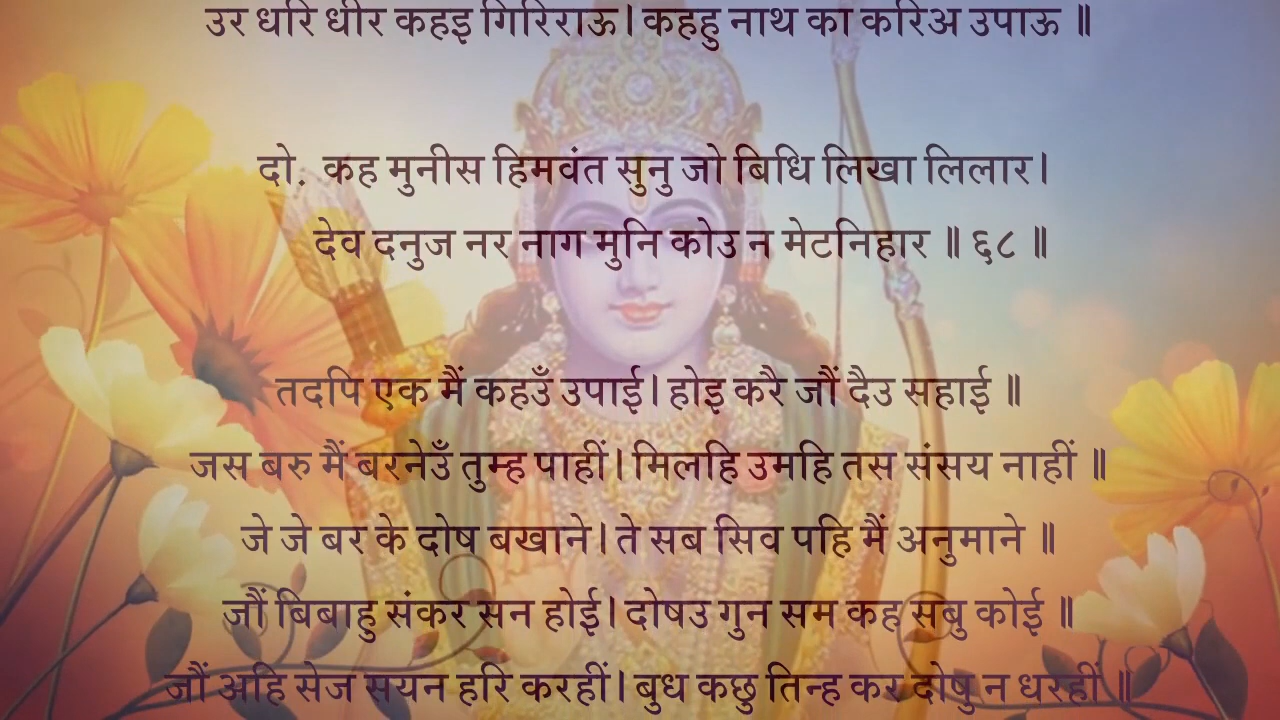 उर धरि धीर कहइ गिरिराऊ। कहहु नाथ का करिअ उपाऊ ॥
दो. कह मुनीस हिमवंत सुनु जो बिधि लिखा लिलार।
देव दनुज नर नाग मुनि कोउ न मेटनिहार ॥ ६८ ॥
तदपि एक मैं कहउँ उपाई। होइ करै जौं दैउ सहाई ॥
जस बरु मैं बरनेउँ तुम्ह पाहीं। मिलहि उमहि तस संसय नाहीं ॥
जे जे बर के दोष बखाने। ते सब सिव पहि मैं अनुमाने ॥
जौं बिबाहु संकर सन होई। दोषउ गुन सम कह सबु कोई ॥
जौं अहि सेज सयन हरि करहीं। बुध कछु तिन्ह कर दोषु न धरहीं ॥